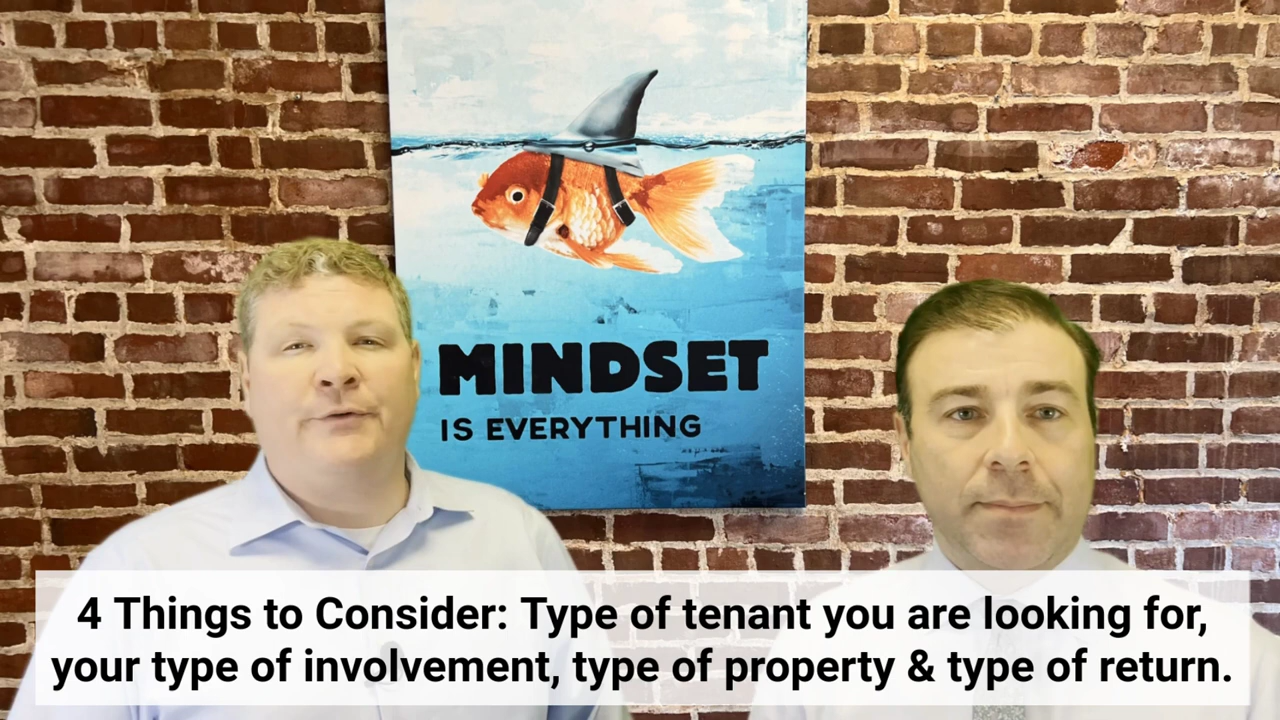 MINDSET
IS EVERYTHING
4 Things to Consider: Type of tenant you are looking for,
your type of involvement, type of property & type of return.